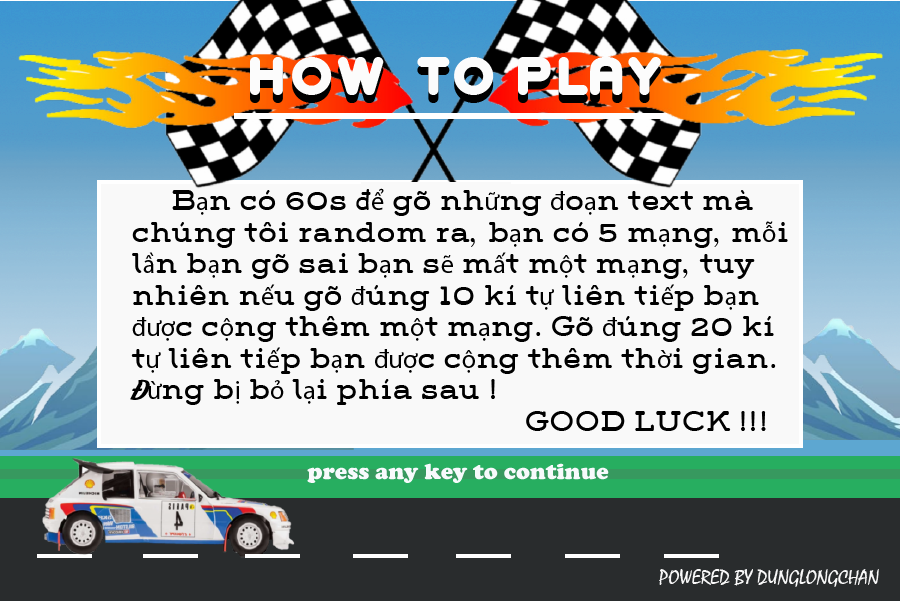 HOW TO PLAY
Bạn có 60s để gõ những đoạn text mà
chúng tôi random ra, bạn có 5 mạng, mỗi
lần bạn gõ sai bạn sẽ mất một mạng, tuy
nhiên nếu gõ đúng 10 kí tự liên tiếp bạn
được cộng thêm một mạng. Gõ đúng 20 kí
tự liên tiếp bạn được cộng thêm thời gian.
Đừng bị bỏ lại phía sau !
GOOD LUCK !!!
press any key to continue
4
POWERED BY DUNGLONGCHAN